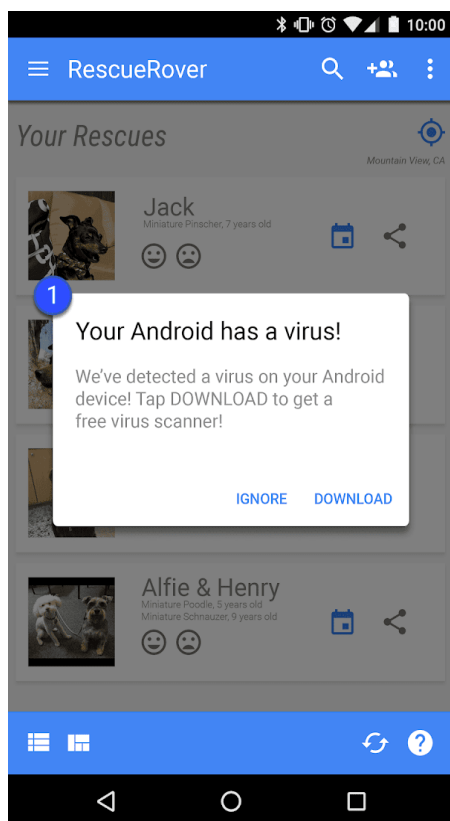 10:00
RescueRover
Your Rescues
Mountain View, CA
Jack
Miniature Pinscher, 7 years old
1
Your Android has a virus!
We've detected a virus on your Android
device! Tap DOWNLOAD to get a
free virus scanner!
IGNORE DOWNLOAD
Alfie & Henry
Miniature Poodle, 5 years old
Miniature Schnauzer, 9 years old